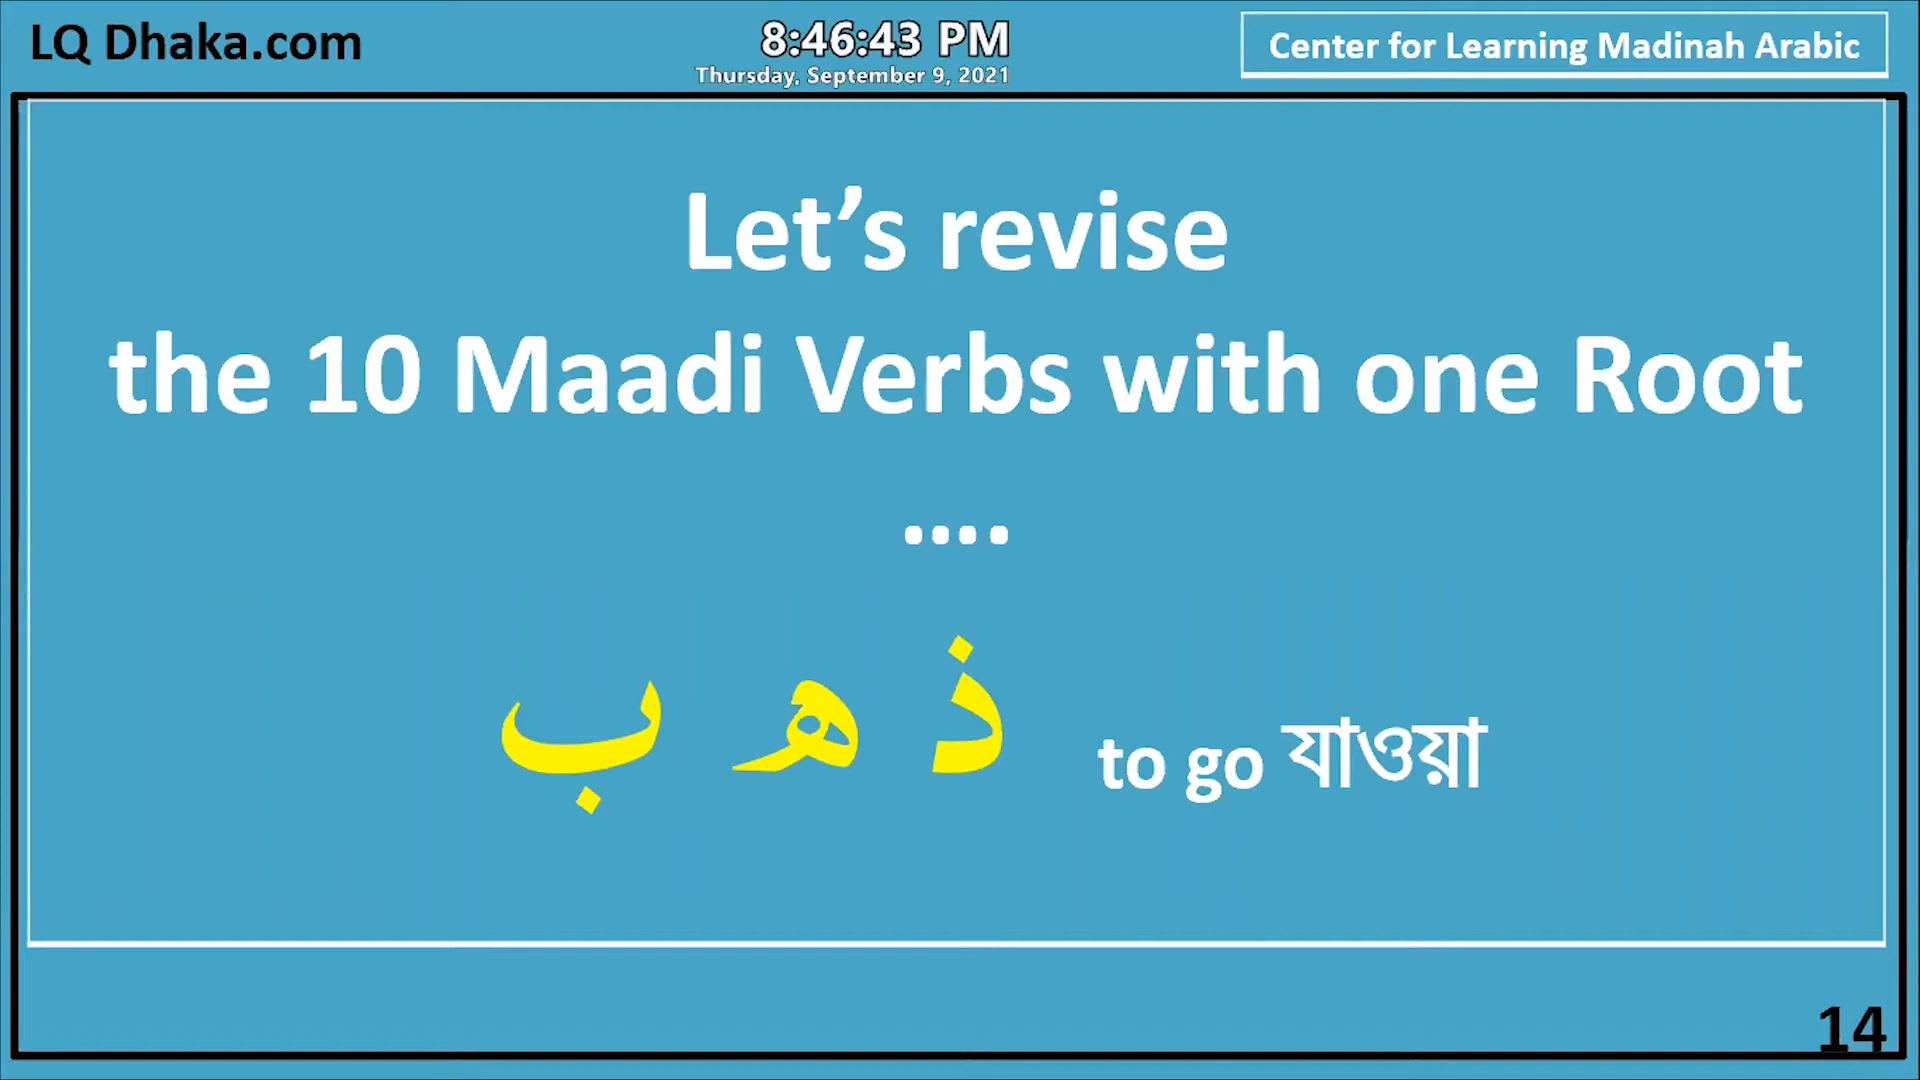 LQ Dhaka.com
8:46:43 PM
Thursday, September 9, 2021
Center for Learning Madinah Arabic
Let’s revise
the 10 Maadi Verbs with one Root
....
ذ هـ ب to go যাওয়া
14